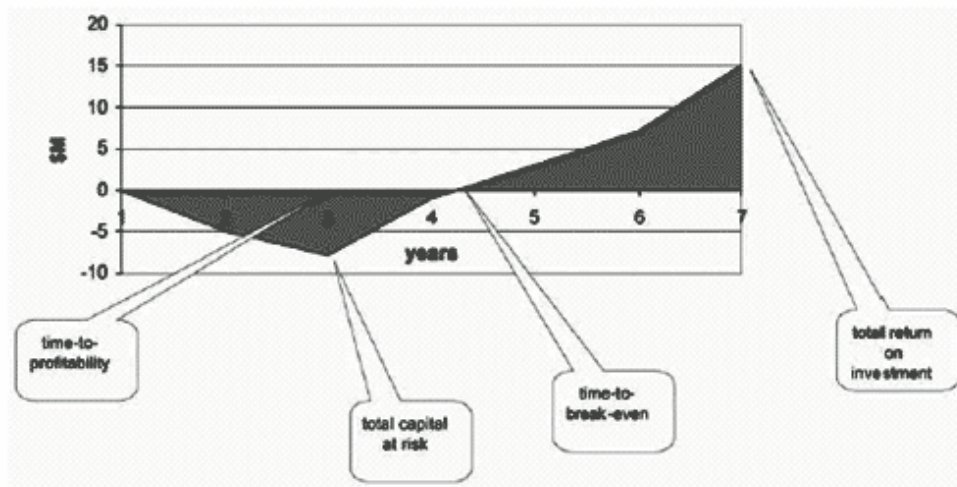 20
15
10
5
0
-5
-10
$M
1 2 3 4 5 6 7
years
time-to-
profitability
total capital
at risk
time-to-
break-even
total return
on
investment